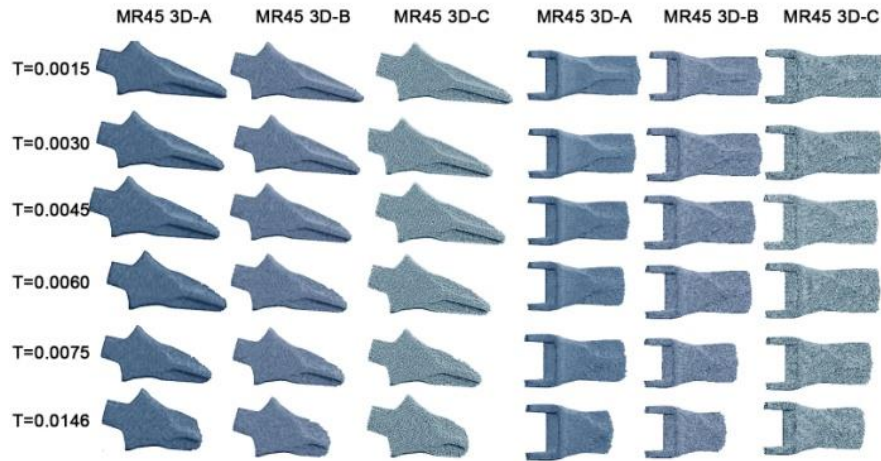 MR45 3D-A MR45 3D-B MR45 3D-C MR45 3D-A MR45 3D-B MR45 3D-C
T=0.0015
T=0.0030
T=0.0045
T=0.0060
T=0.0075
T=0.0146